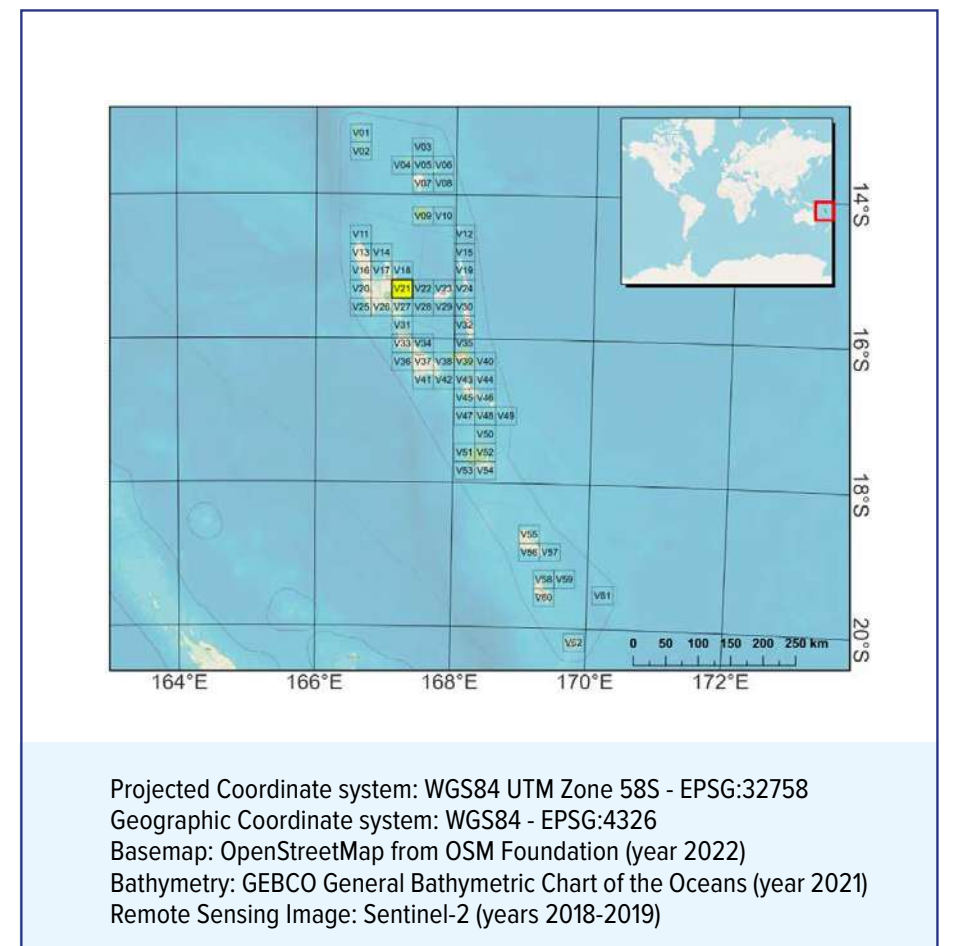 V01
V02 V03
V04 V05 V06
V07 V08
14°S
V09 V10
V11 V12
V13 V14 V15
V16 V17 V18 V19
V20 V21 V22 V23 V24
V25 V26 V27 V28 V29 V30
V31 V32
16°S
V33 V34 V35
V36 V37 V38 V39 V40
V41 V42 V43 V44
V45 V46
V47 V48 V49
V50
V51 V52
V53 V54
18°S
V55
V56 V57
V58 V59
V60 V61
V62
20°S
0 50 100 150 200 250 km
164°E 166°E 168°E 170°E 172°E
Projected Coordinate system: WGS84 UTM Zone 58S - EPSG:32758
Geographic Coordinate system: WGS84 - EPSG:4326
Basemap: OpenStreetMap from OSM Foundation (year 2022)
Bathymetry: GEBCO General Bathymetric Chart of the Oceans (year 2021)
Remote Sensing Image: Sentinel-2 (years 2018-2019)